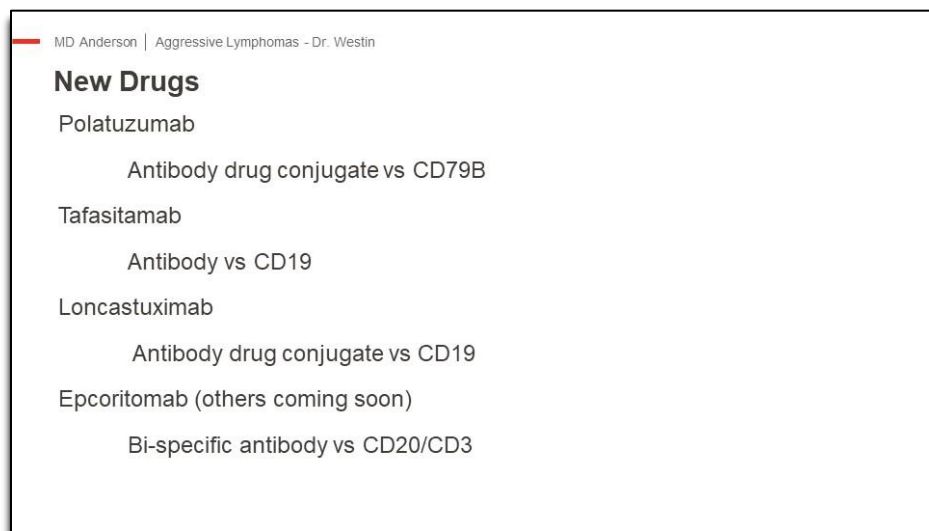 MD Anderson | Aggressive Lymphomas - Dr. Westin
New Drugs
Polatuzumab
Antibody drug conjugate vs CD79B
Tafasitamab
Antibody vs CD19
Loncastuximab
Antibody drug conjugate vs CD19
Epcoritomab (others coming soon)
Bi-specific antibody vs CD20/CD3